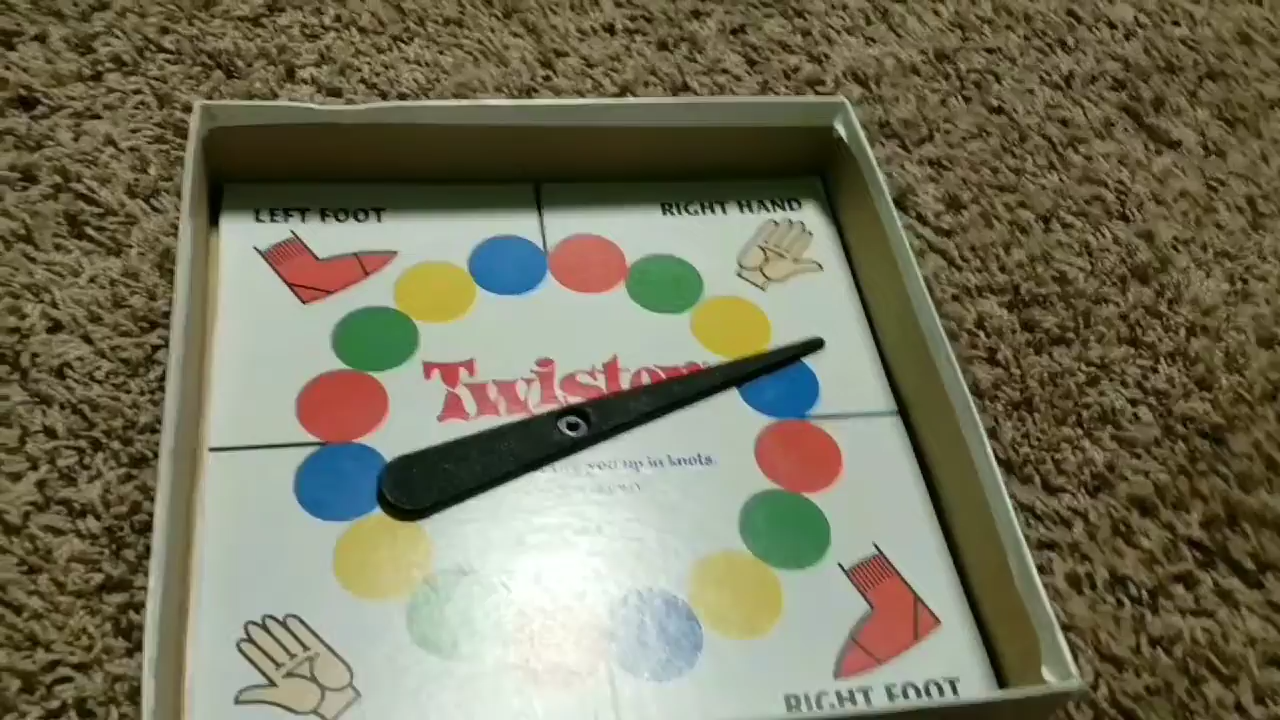 LEFT FOOT
RIGHT HAND
Twister
you up in knots.
RIGHT FOOT